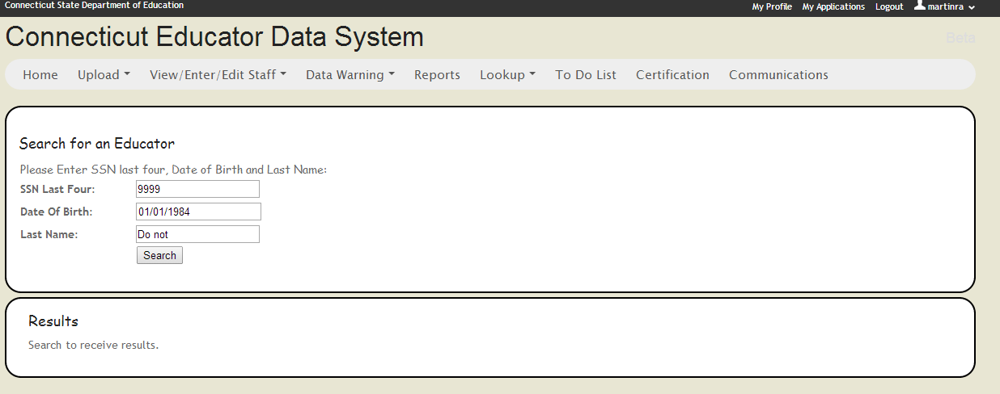 Connecticut State Department of Education
My Profile My Applications Logout martinra
Connecticut Educator Data System
Beta
Home Upload View/Enter/Edit Staff Data Warning Reports Lookup To Do List Certification Communications
Search for an Educator
Please Enter SSN last four, Date of Birth and Last Name:
SSN Last Four: 9999
Date Of Birth: 01/01/1984
Last Name: Do not
Search
Results
Search to receive results.